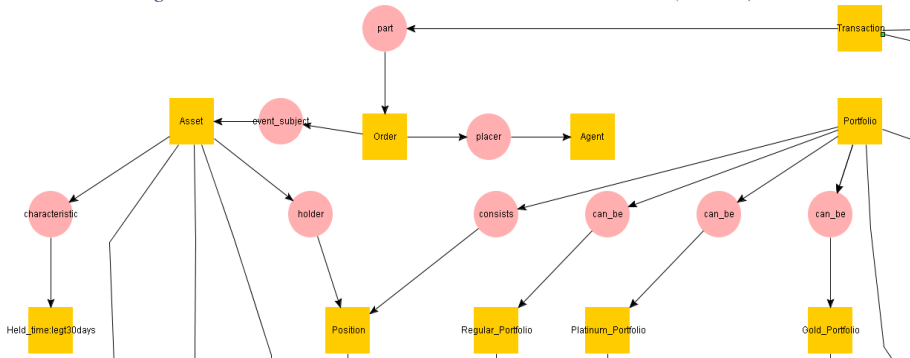 part
Transaction
Asset
event_subject
Order
placer
Agent
Portfolio
characteristic
holder
consists
can_be
can_be
can_be
Held_time:legt30days
Position
Regular_Portfolio
Platinum_Portfolio
Gold_Portfolio